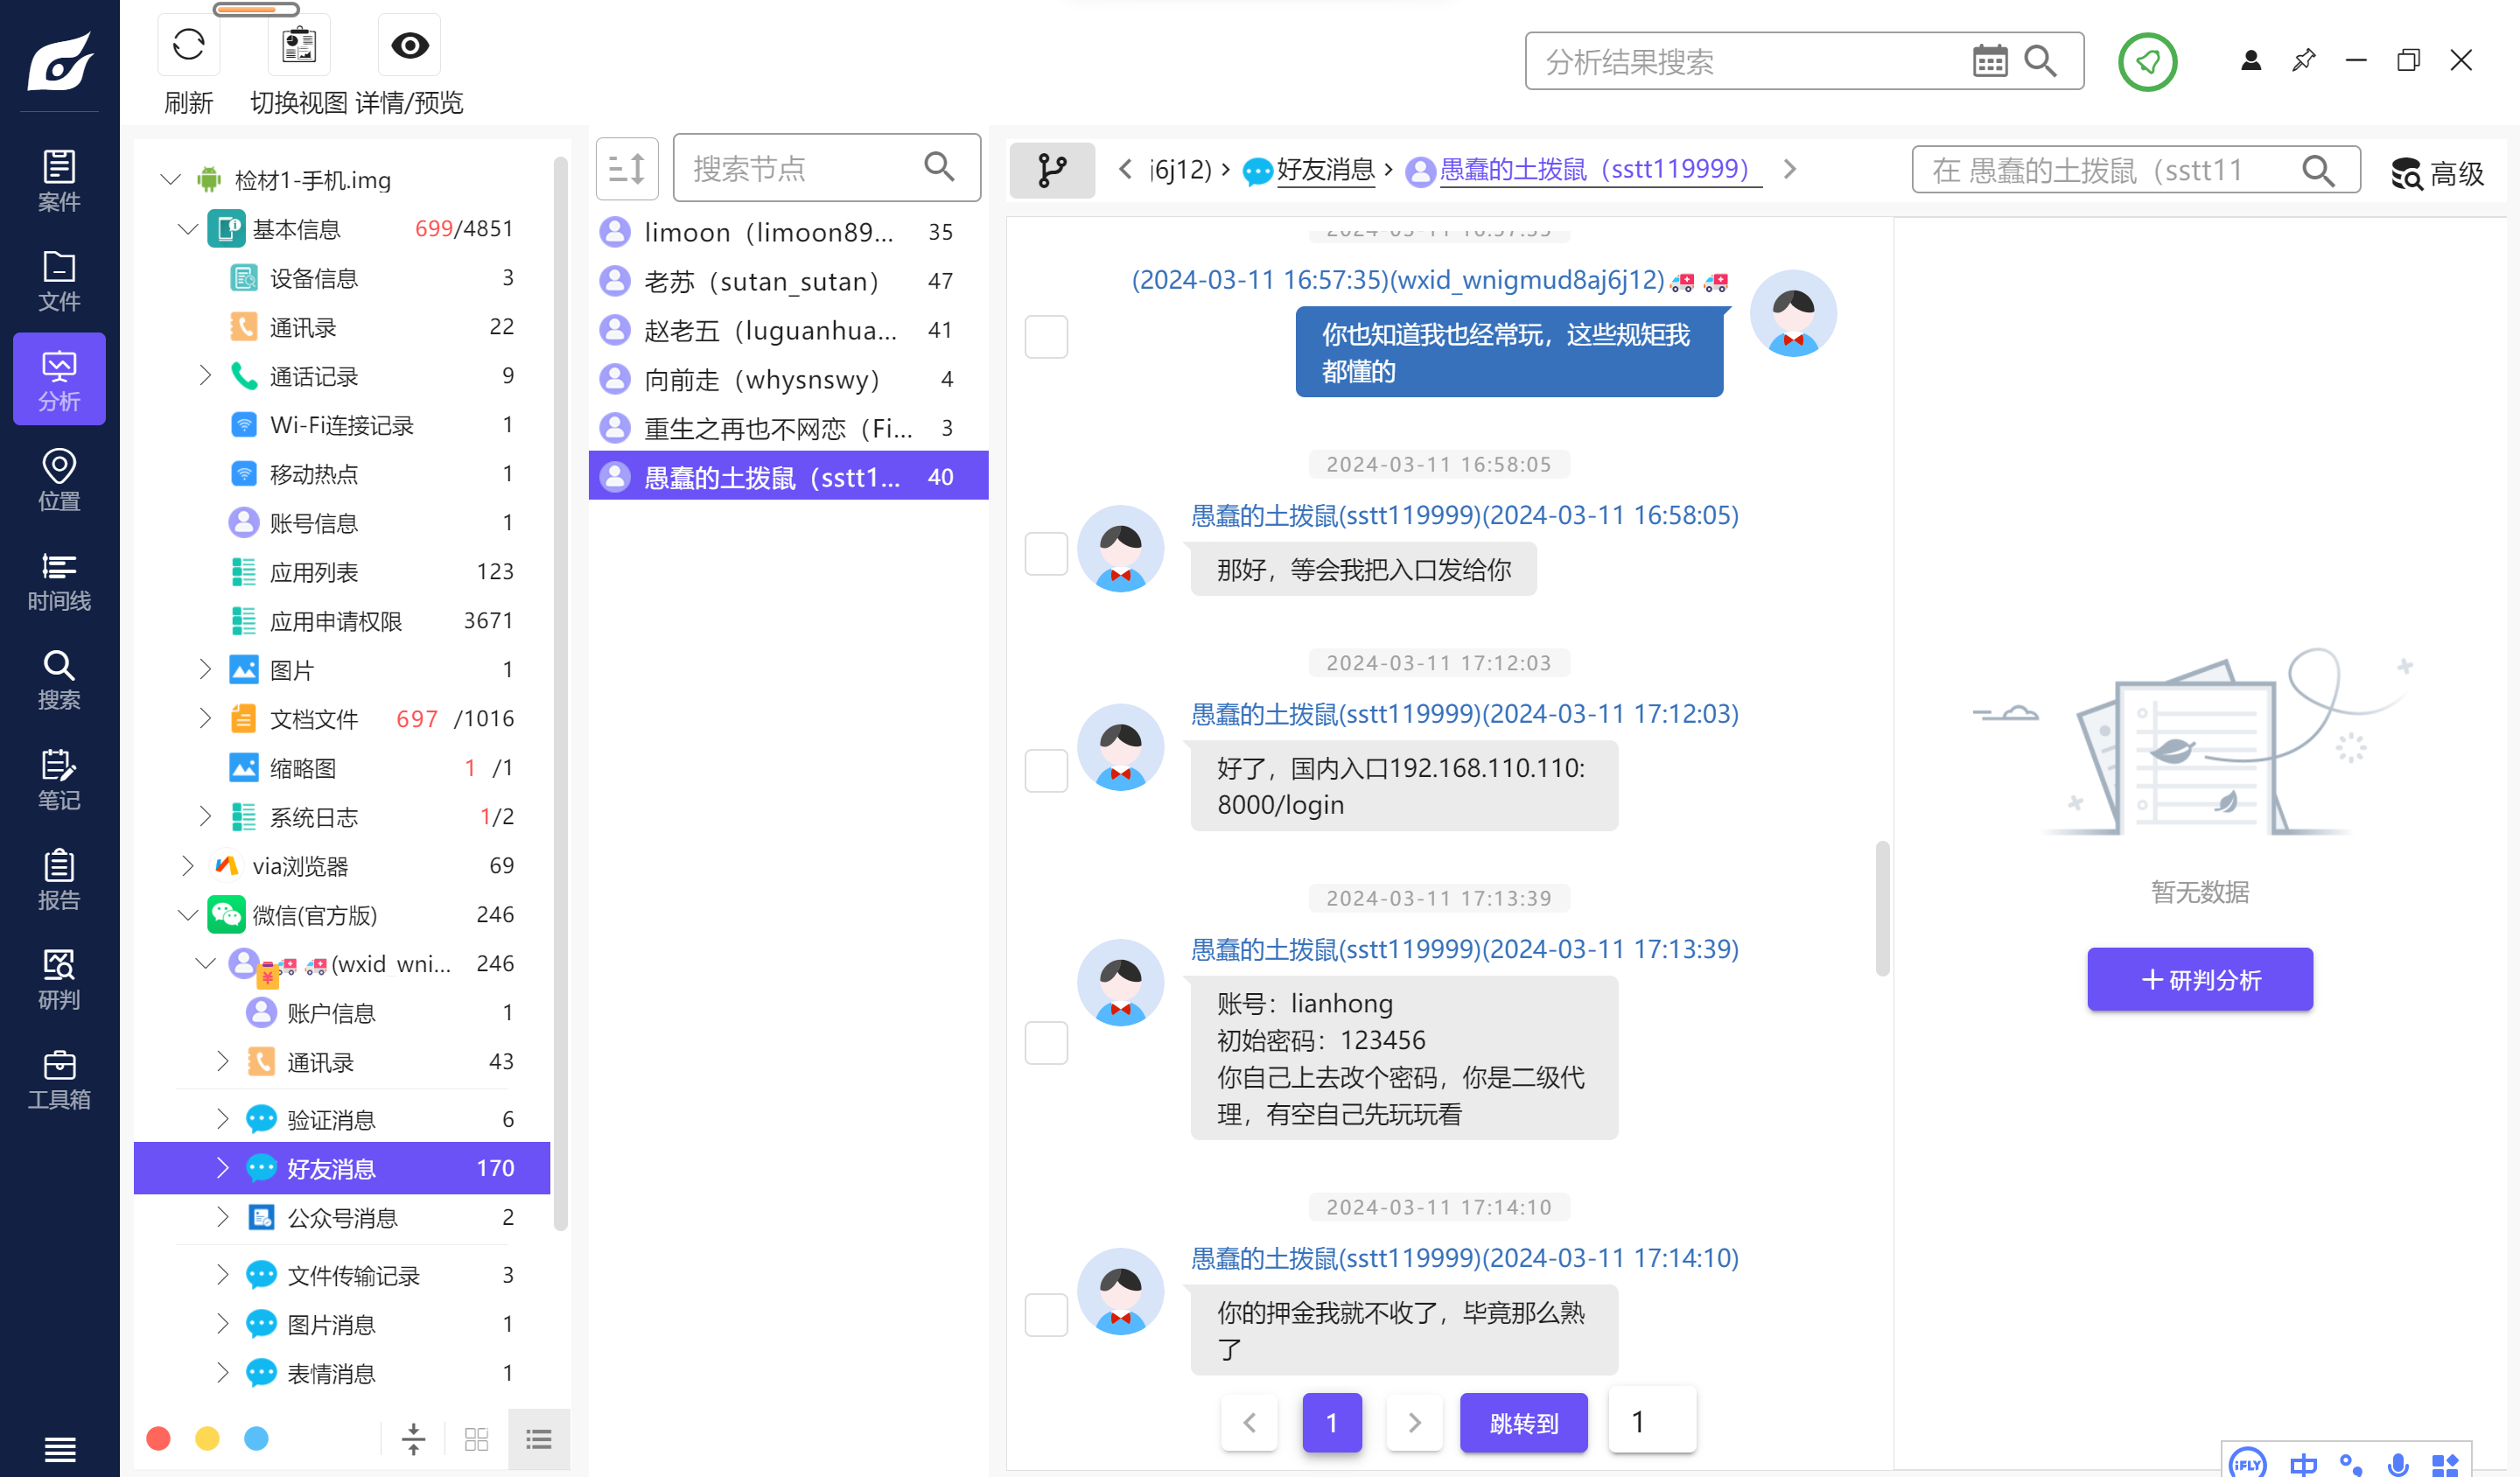 刷新
切换视图
详情/预览
分析结果搜索
案件
文件
分析
位置
时间线
搜索
笔记
报告
研判
工具箱
检材1-手机.img
基本信息 699/4851
设备信息 3
通讯录 22
通话记录 9
Wi-Fi连接记录 1
移动热点 1
账号信息 1
应用列表 123
应用申请权限 3671
图片 1
文档文件 697 /1016
缩略图 1 /1
系统日志 1/2
via浏览器 69
微信(官方版) 246
(wxid_wni... 246
账户信息 1
通讯录 43
验证消息 6
好友消息 170
公众号消息 2
文件传输记录 3
图片消息 1
表情消息 1
搜索节点
limoon（limoon89... 35
老苏（sutan_sutan） 47
赵老五（luguanhua... 41
向前走（whysnswy） 4
重生之再也不网恋（Fi... 3
愚蠢的土拨鼠（sstt1... 40
j6j12) › 好友消息 › 愚蠢的土拨鼠（sstt119999）
在 愚蠢的土拨鼠（sstt11
高级
2024-03-11 16:57:35
(2024-03-11 16:57:35)(wxid_wnigmud8aj6j12)🚑🚑
你也知道我也经常玩，这些规矩我
都懂的
2024-03-11 16:58:05
愚蠢的土拨鼠(sstt119999)(2024-03-11 16:58:05)
那好，等会我把入口发给你
2024-03-11 17:12:03
愚蠢的土拨鼠(sstt119999)(2024-03-11 17:12:03)
好了，国内入口192.168.110.110:
8000/login
2024-03-11 17:13:39
愚蠢的土拨鼠(sstt119999)(2024-03-11 17:13:39)
账号：lianhong
初始密码：123456
你自己上去改个密码，你是二级代
理，有空自己先玩玩看
2024-03-11 17:14:10
愚蠢的土拨鼠(sstt119999)(2024-03-11 17:14:10)
你的押金我就不收了，毕竟那么熟
了
1
跳转到
1
暂无数据
+研判分析
iFLY
中